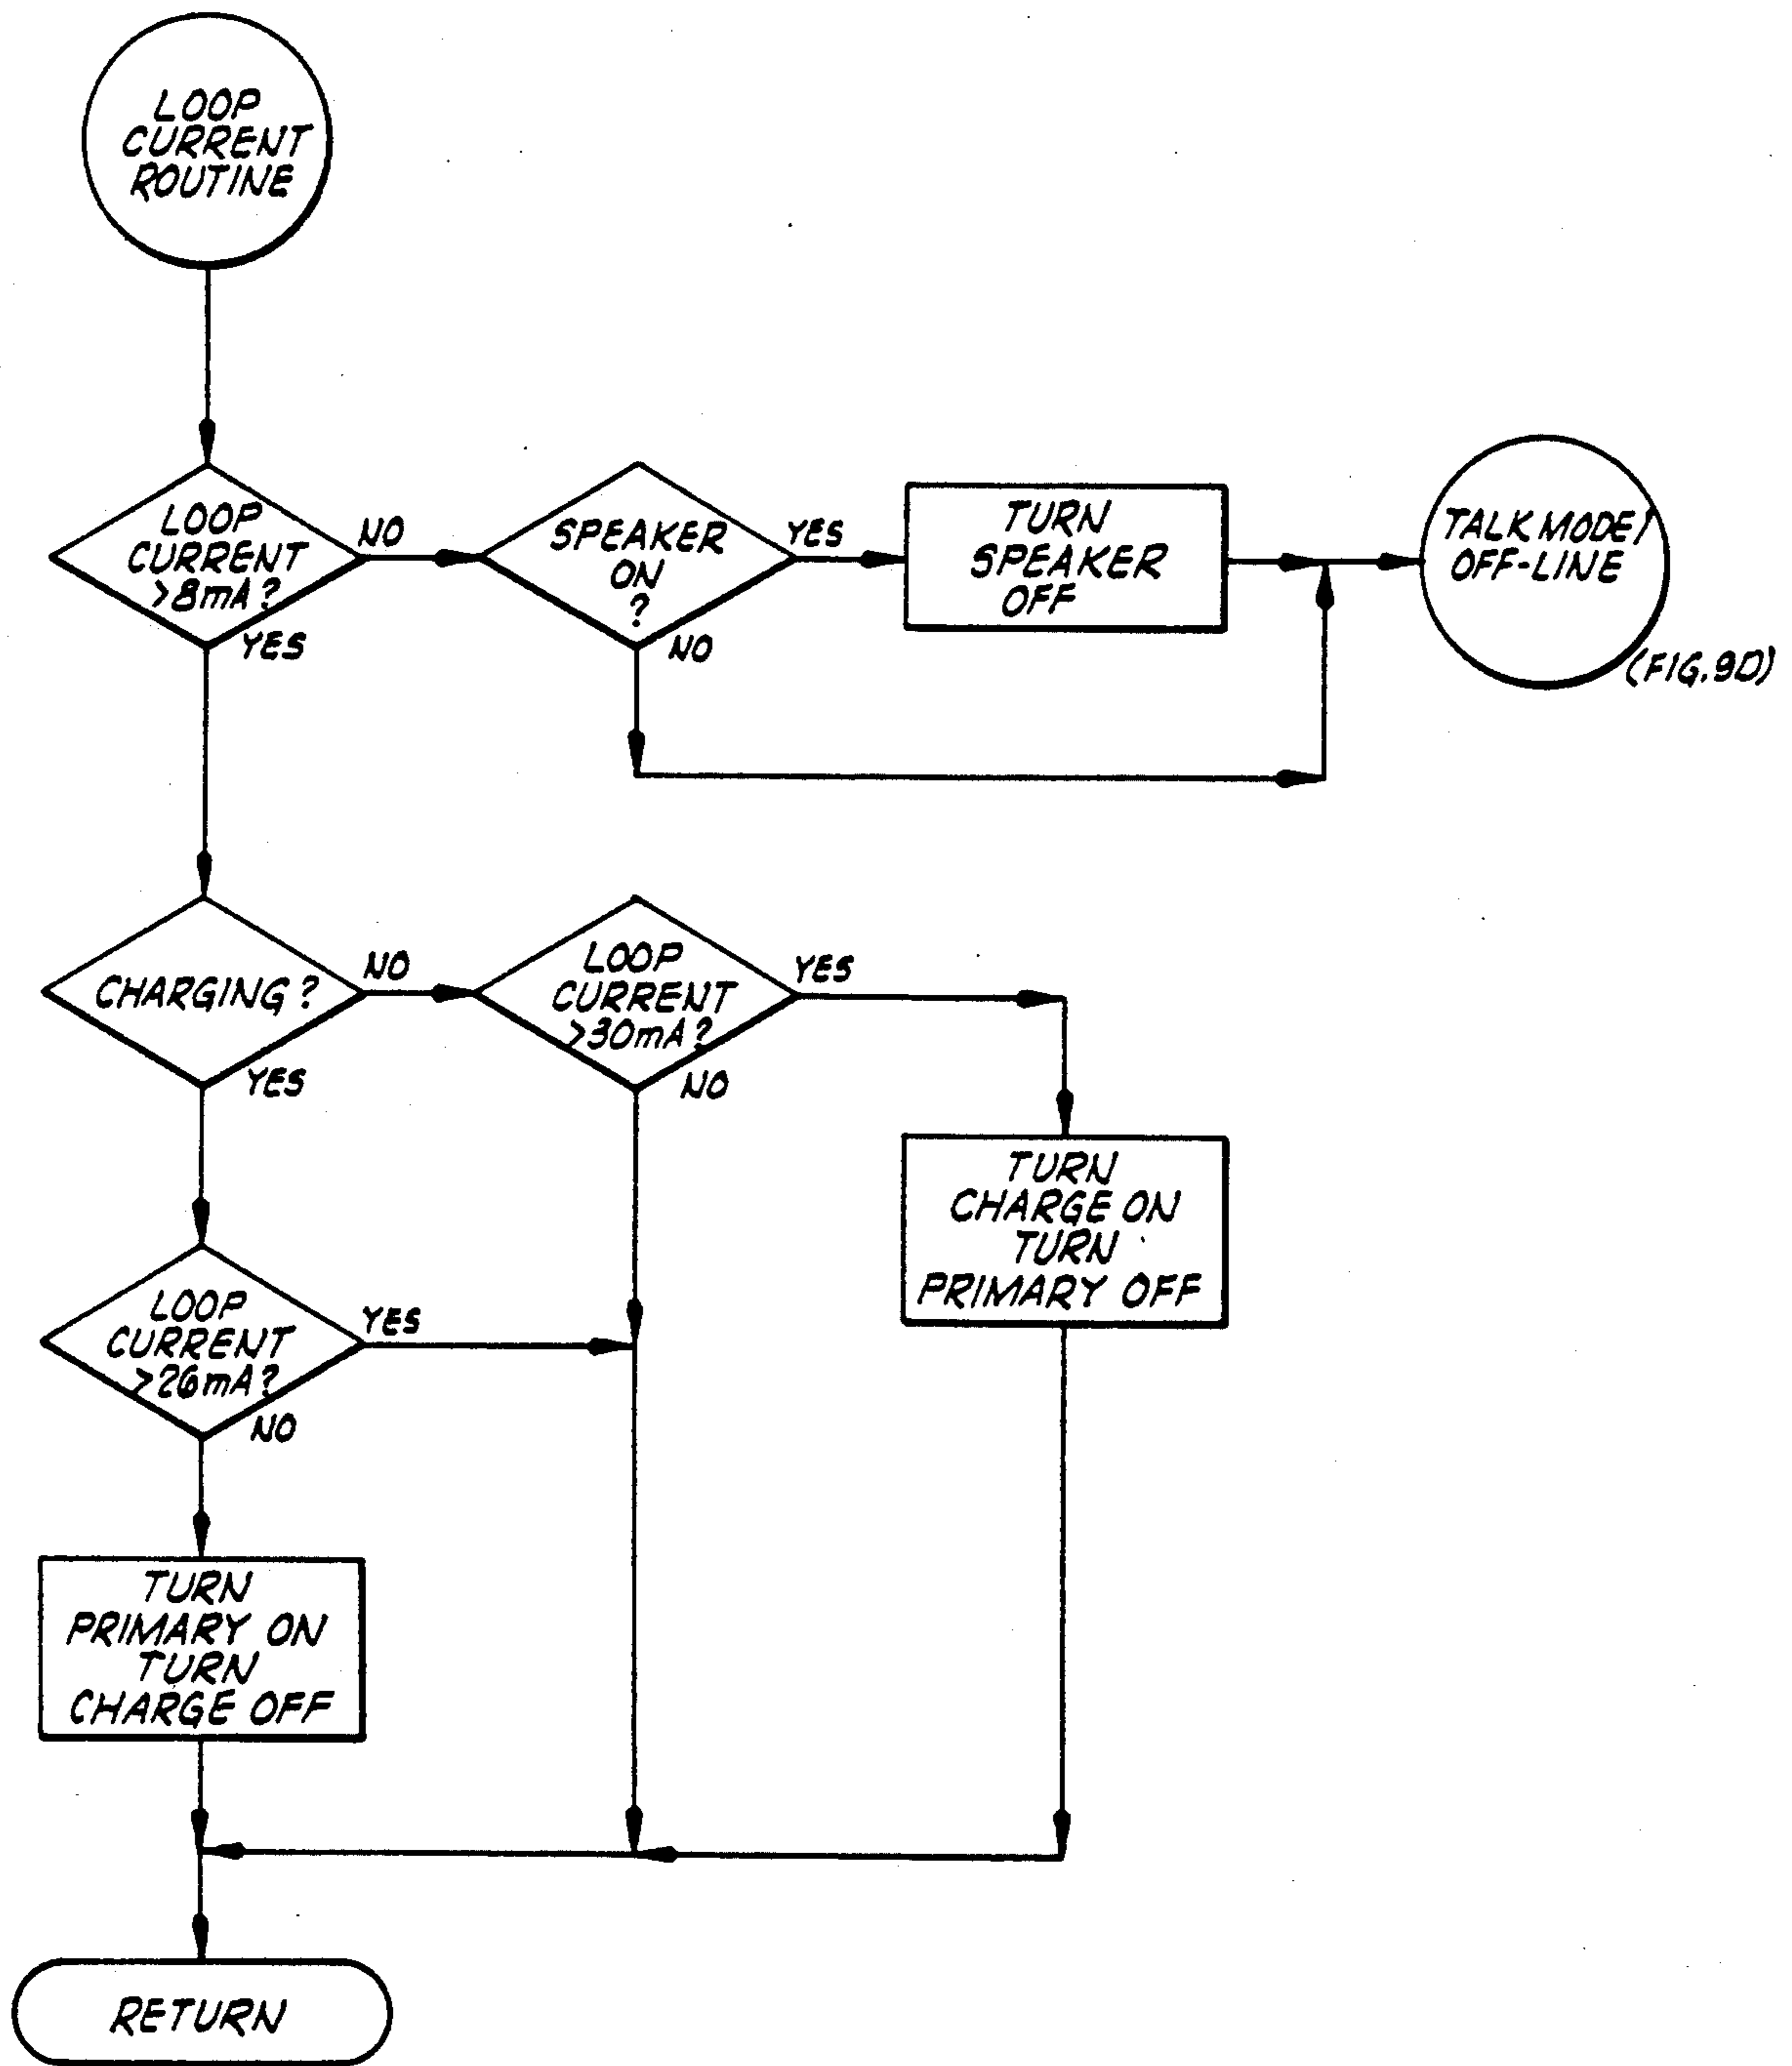 LOOP
CURRENT
ROUTINE
LOOP
CURRENT
>8mA?
NO
YES
SPEAKER
ON
?
YES
NO
TURN
SPEAKER
OFF
TALK MODE/
OFF-LINE
(FIG. 9D)
CHARGING?
NO
YES
LOOP
CURRENT
>30mA?
YES
NO
TURN
CHARGE ON
TURN
PRIMARY OFF
LOOP
CURRENT
>26mA?
YES
NO
TURN
PRIMARY ON
TURN
CHARGE OFF
RETURN